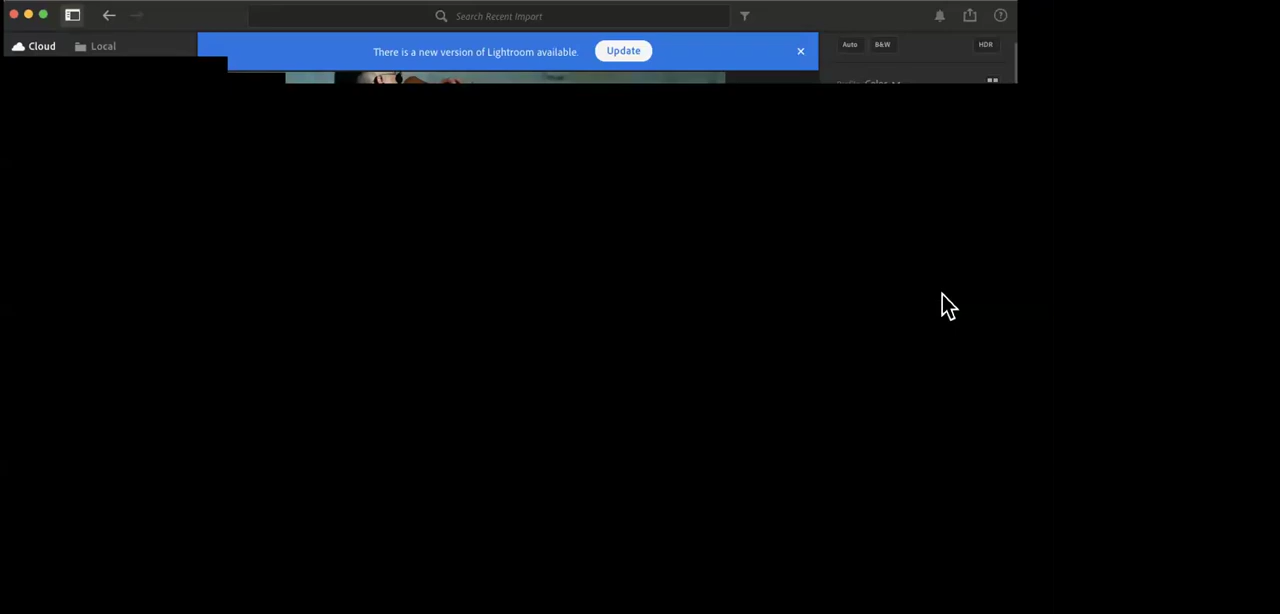 Search Recent Import
Cloud
Local
There is a new version of Lightroom available.
Update
Auto
B&W
HDR